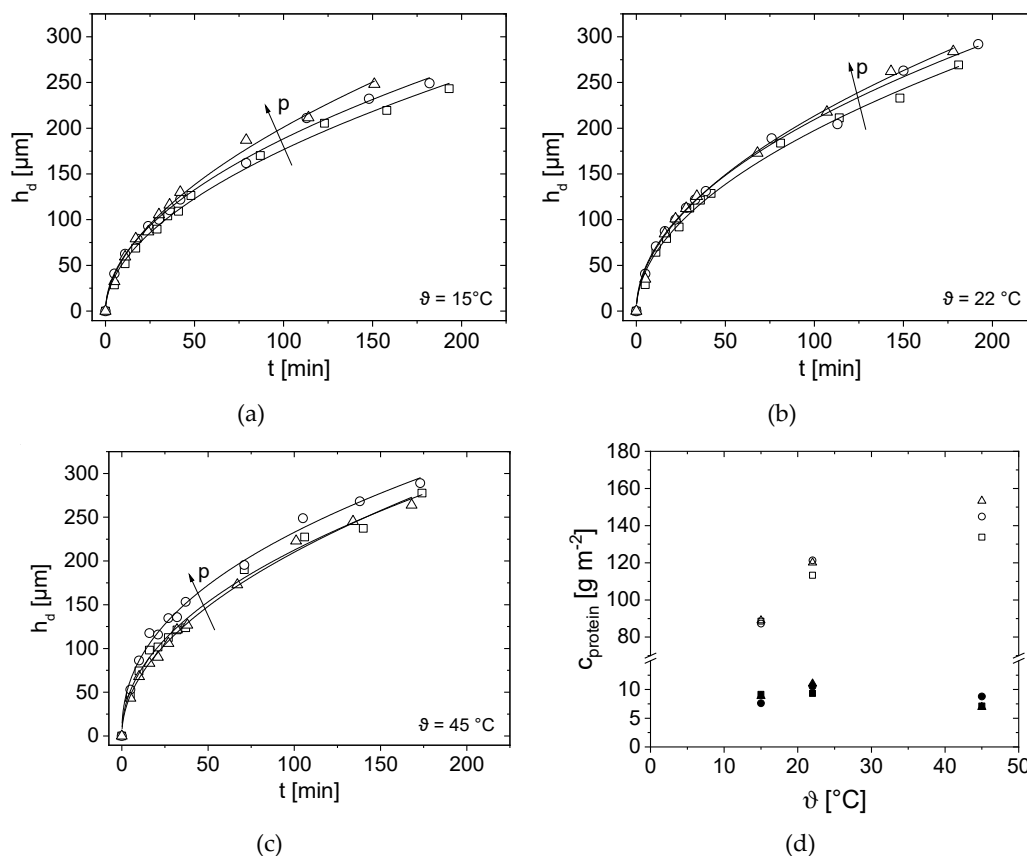 300
250
200
150
100
50
0
h_d [µm]
p
ϑ = 15°C
0 50 100 150 200
t [min]
(a)
300
250
200
150
100
50
0
h_d [µm]
p
ϑ = 22 °C
0 50 100 150 200
t [min]
(b)
300
250
200
150
100
50
0
h_d [µm]
p
ϑ = 45 °C
0 50 100 150 200
t [min]
(c)
180
160
140
120
100
80
10
5
0
c_protein [g m⁻²]
0 10 20 30 40 50
ϑ [°C]
(d)